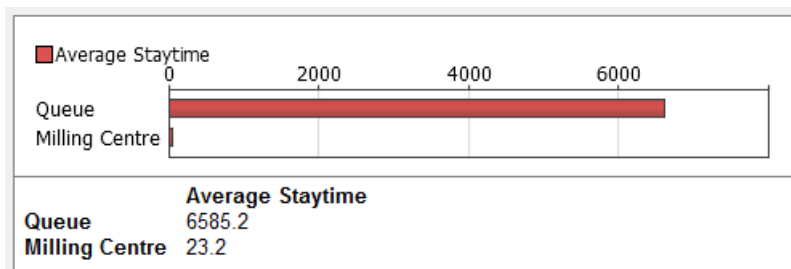 Average Staytime
0 2000 4000 6000
Queue
Milling Centre
Average Staytime
Queue 6585.2
Milling Centre 23.2